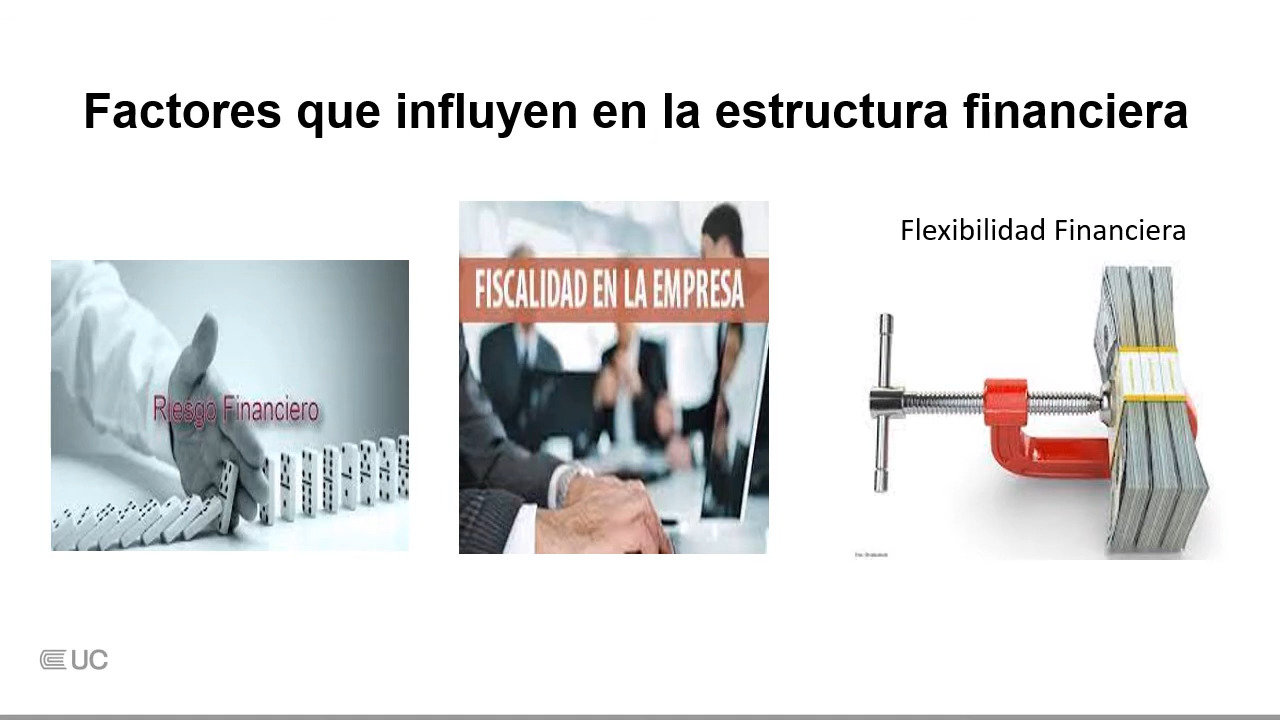 Factores que influyen en la estructura financiera
Riesgo Financiero
FISCALIDAD EN LA EMPRESA
Flexibilidad Financiera
UC